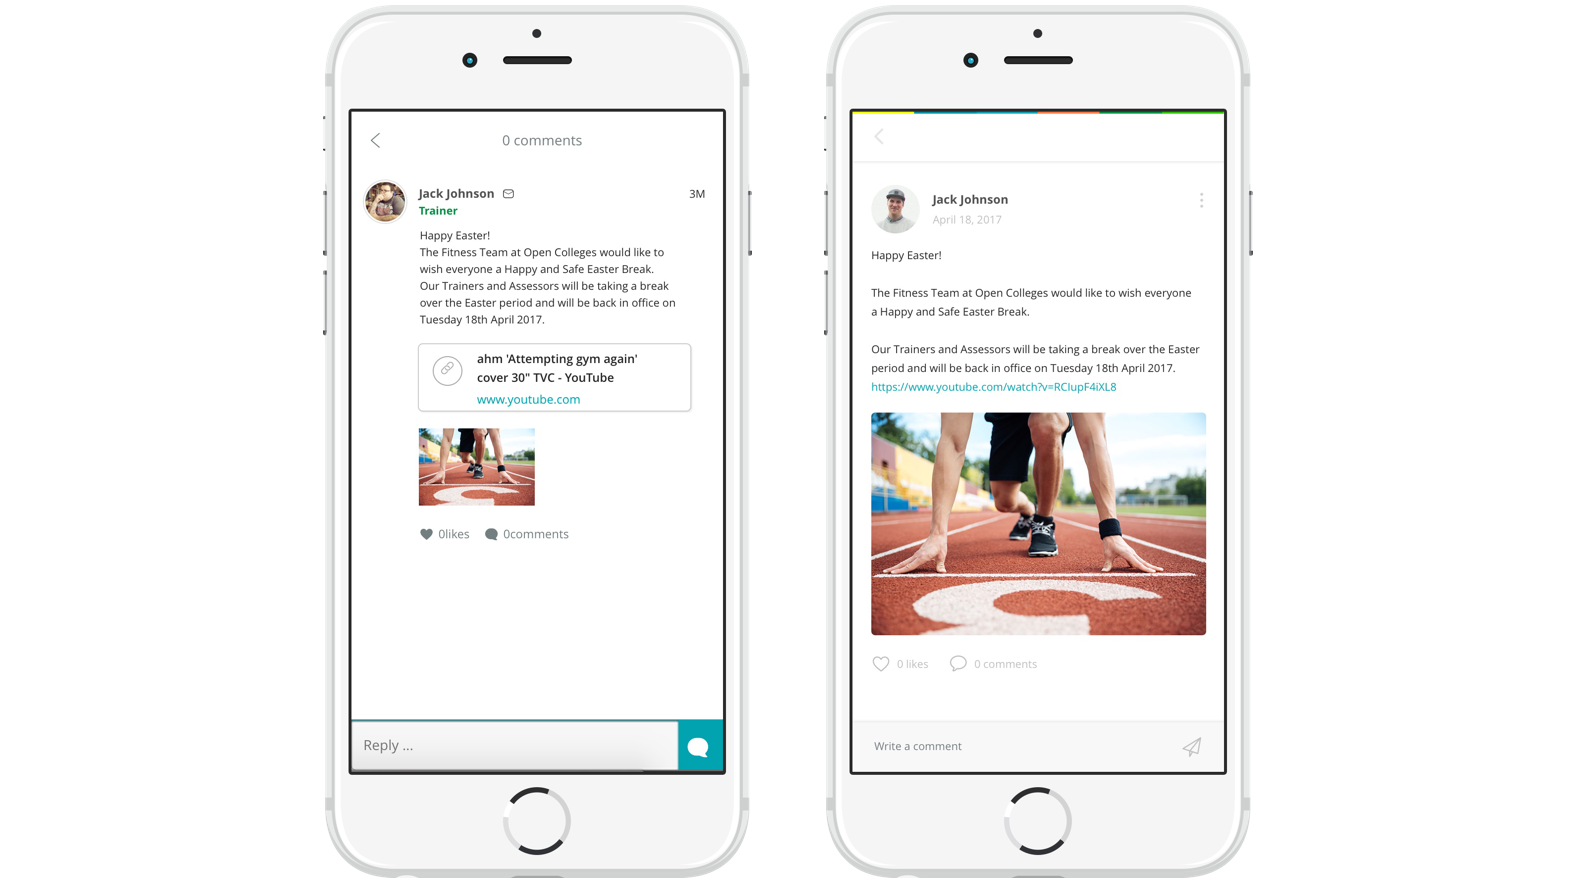 0 comments
Jack Johnson
3M
Trainer
Happy Easter!
The Fitness Team at Open Colleges would like to
wish everyone a Happy and Safe Easter Break.
Our Trainers and Assessors will be taking a break
over the Easter period and will be back in office on
Tuesday 18th April 2017.
ahm 'Attempting gym again'
cover 30" TVC - YouTube
www.youtube.com
0likes 0comments
Reply ...
Jack Johnson
April 18, 2017
Happy Easter!
The Fitness Team at Open Colleges would like to wish everyone
a Happy and Safe Easter Break.
Our Trainers and Assessors will be taking a break over the Easter
period and will be back in office on Tuesday 18th April 2017.
https://www.youtube.com/watch?v=RCIupF4iXL8
0 likes 0 comments
Write a comment